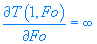 ∂T(1, Fo)/∂Fo = ∞